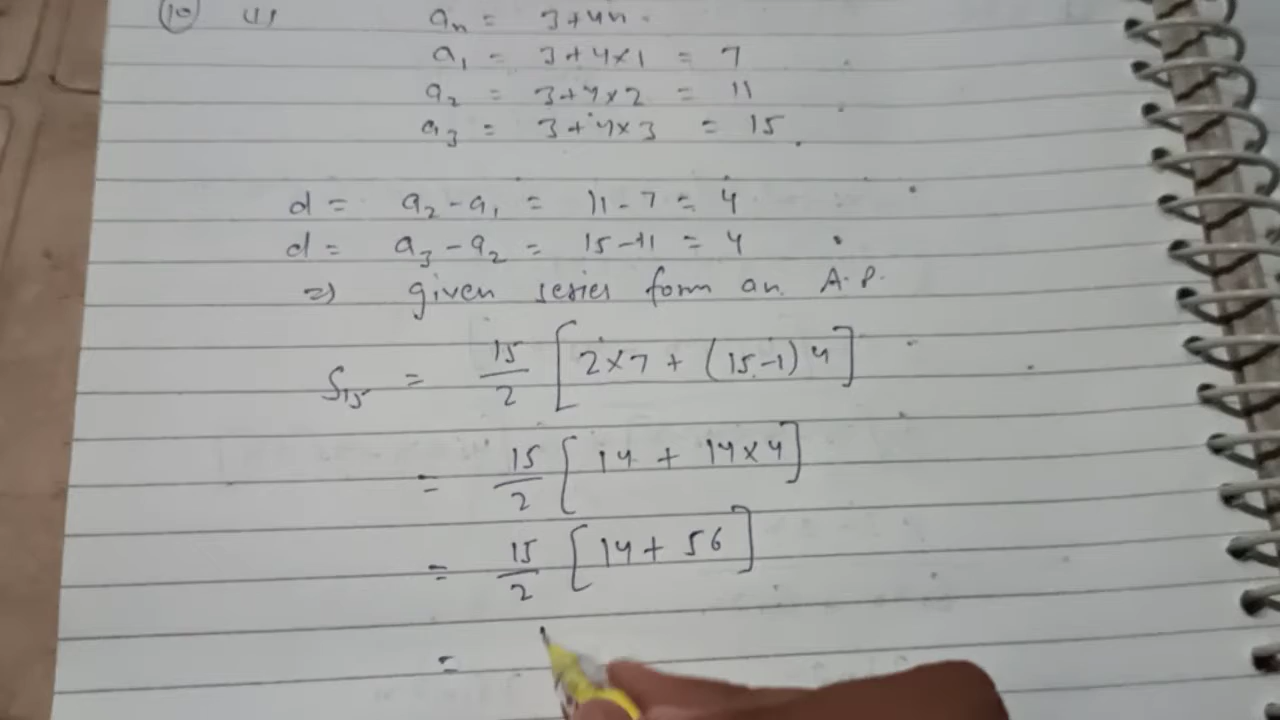 (10) (i) aₙ = 3+4n.
a₁ = 3+4×1 = 7
a₂ = 3+4×2 = 11
a₃ = 3+4×3 = 15
d = a₂-a₁ = 11-7 = 4
d = a₃-a₂ = 15-11 = 4
=) given series form an A.P.
S₁₅ = 15/2 [2×7 + (15-1)4]
= 15/2 [14 + 14×4]
= 15/2 [14 + 56]
=